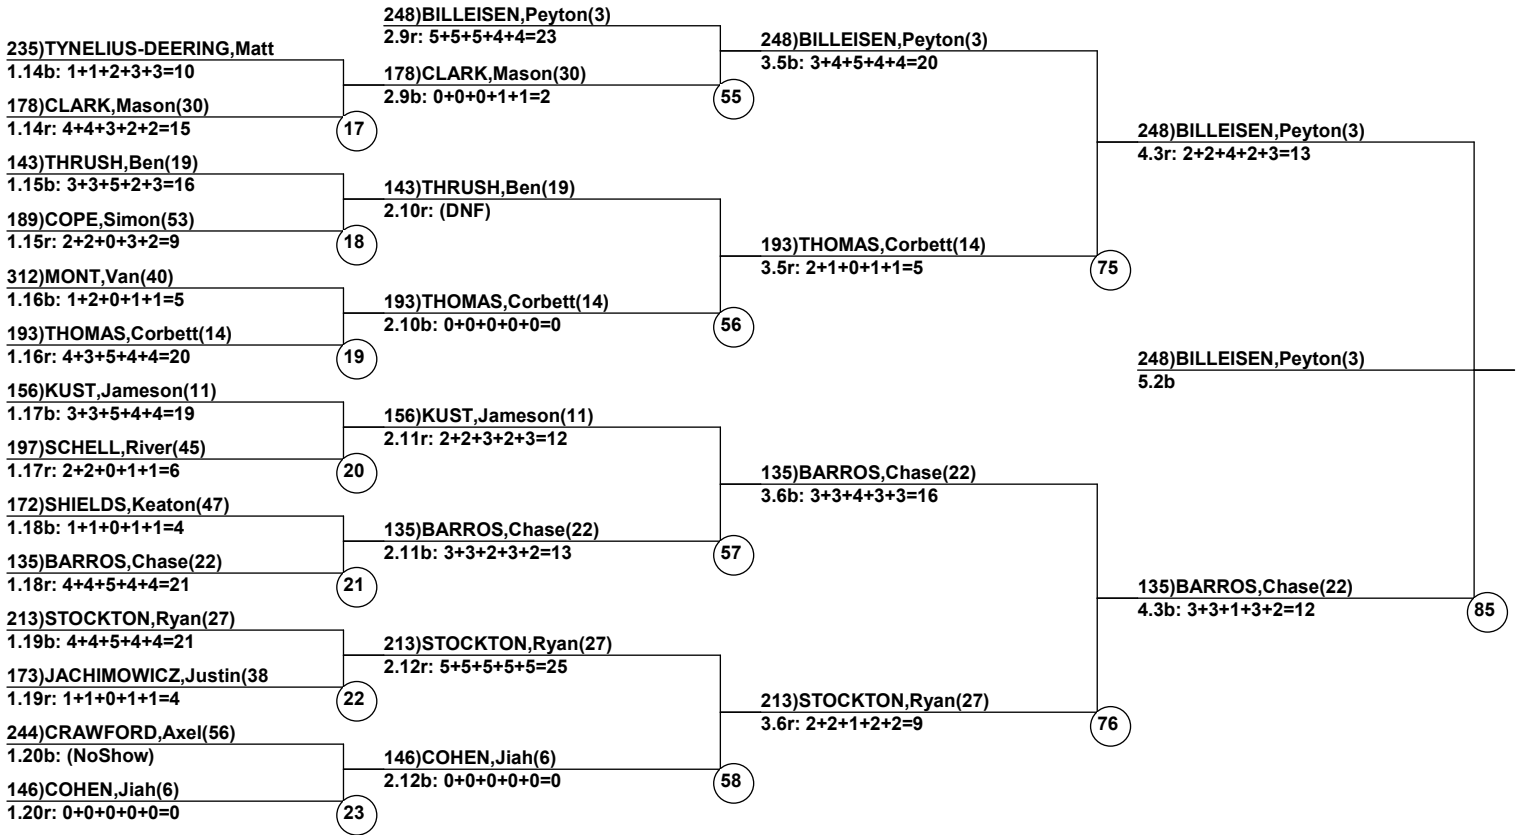 235)TYNELIUS-DEERING,Matt
1.14b: 1+1+2+3+3=10
178)CLARK,Mason(30)
1.14r: 4+4+3+2+2=15
17
143)THRUSH,Ben(19)
1.15b: 3+3+5+2+3=16
189)COPE,Simon(53)
1.15r: 2+2+0+3+2=9
18
312)MONT,Van(40)
1.16b: 1+2+0+1+1=5
193)THOMAS,Corbett(14)
1.16r: 4+3+5+4+4=20
19
156)KUST,Jameson(11)
1.17b: 3+3+5+4+4=19
197)SCHELL,River(45)
1.17r: 2+2+0+1+1=6
20
172)SHIELDS,Keaton(47)
1.18b: 1+1+0+1+1=4
135)BARROS,Chase(22)
1.18r: 4+4+5+4+4=21
21
213)STOCKTON,Ryan(27)
1.19b: 4+4+5+4+4=21
173)JACHIMOWICZ,Justin(38
1.19r: 1+1+0+1+1=4
22
244)CRAWFORD,Axel(56)
1.20b: (NoShow)
146)COHEN,Jiah(6)
1.20r: 0+0+0+0+0=0
23
248)BILLEISEN,Peyton(3)
2.9r: 5+5+5+4+4=23
178)CLARK,Mason(30)
2.9b: 0+0+0+1+1=2
55
143)THRUSH,Ben(19)
2.10r: (DNF)
193)THOMAS,Corbett(14)
2.10b: 0+0+0+0+0=0
56
156)KUST,Jameson(11)
2.11r: 2+2+3+2+3=12
135)BARROS,Chase(22)
2.11b: 3+3+2+3+2=13
57
213)STOCKTON,Ryan(27)
2.12r: 5+5+5+5+5=25
146)COHEN,Jiah(6)
2.12b: 0+0+0+0+0=0
58
248)BILLEISEN,Peyton(3)
3.5b: 3+4+5+4+4=20
193)THOMAS,Corbett(14)
3.5r: 2+1+0+1+1=5
75
135)BARROS,Chase(22)
3.6b: 3+3+4+3+3=16
213)STOCKTON,Ryan(27)
3.6r: 2+2+1+2+2=9
76
248)BILLEISEN,Peyton(3)
4.3r: 2+2+4+2+3=13
135)BARROS,Chase(22)
4.3b: 3+3+1+3+2=12
85
248)BILLEISEN,Peyton(3)
5.2b